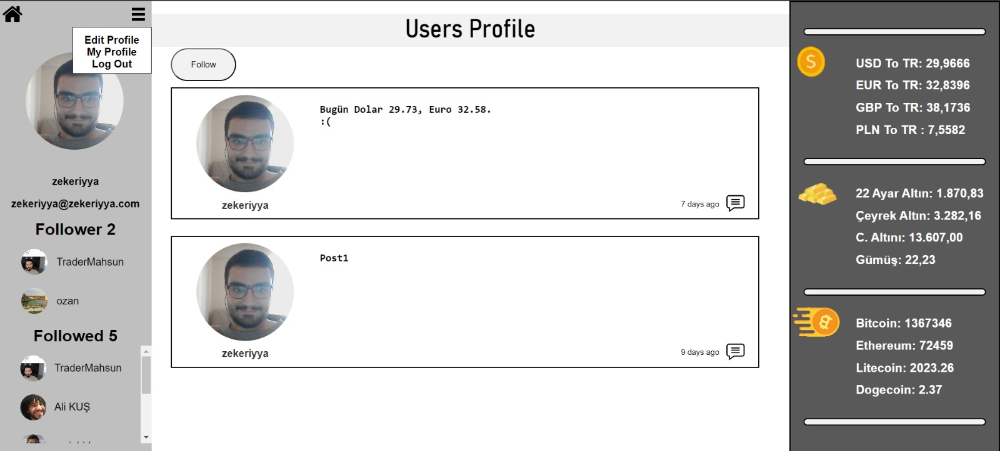 Edit Profile
My Profile
Log Out
zekeriyya
zekeriyya@zekeriyya.com
Follower 2
TraderMahsun
ozan
Followed 5
TraderMahsun
Ali KUŞ
Users Profile
Follow
Bugün Dolar 29.73, Euro 32.58.
:(
zekeriyya
7 days ago
Post1
zekeriyya
9 days ago
USD To TR: 29,9666
EUR To TR: 32,8396
GBP To TR: 38,1736
PLN To TR : 7,5582
22 Ayar Altın: 1.870,83
Çeyrek Altın: 3.282,16
C. Altını: 13.607,00
Gümüş: 22,23
Bitcoin: 1367346
Ethereum: 72459
Litecoin: 2023.26
Dogecoin: 2.37